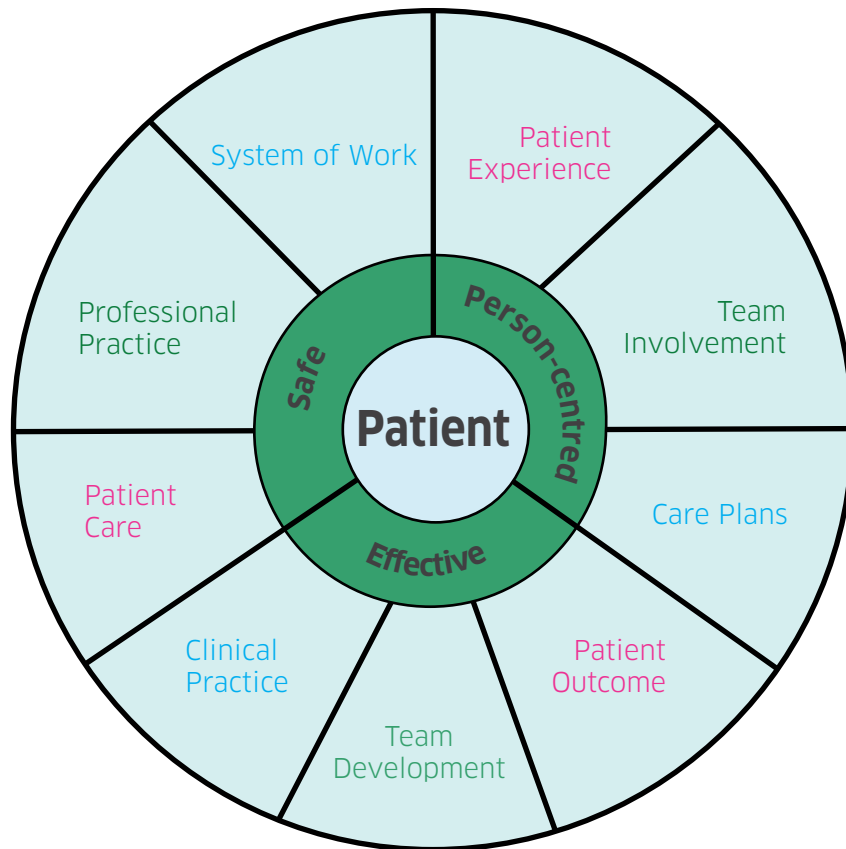 System of Work
Patient
Experience
Professional
Practice
Team
Involvement
Safe
Person-centred
Patient
Patient
Care
Care Plans
Effective
Clinical
Practice
Patient
Outcome
Team
Development